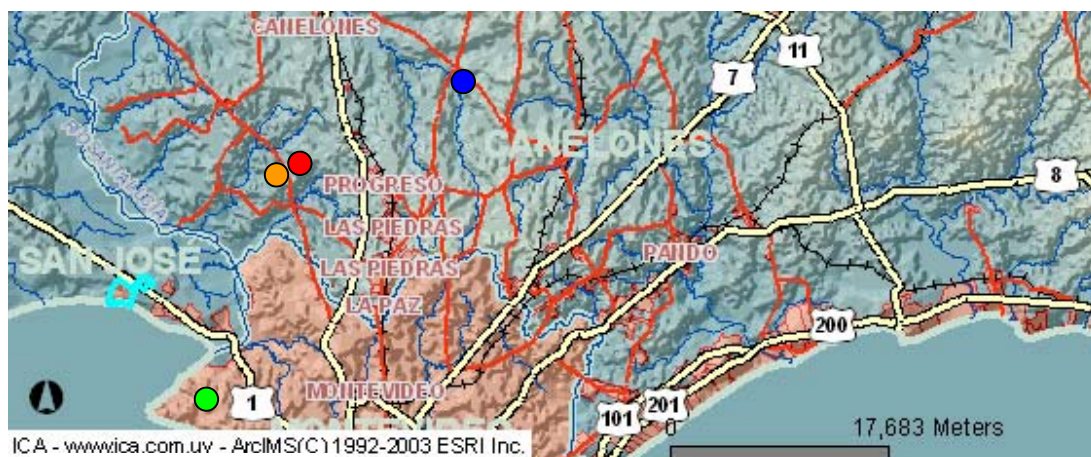 CANELONES
11
7
CANELONES
8
PROGRESO
LAS PIEDRAS
SAN JOSÉ
PANDO
LAS PIEDRAS
LA PAZ
200
MONTEVIDEO
1
201
101
0
17,683 Meters
ICA - www.ica.com.uy - ArcIMS(C)1992-2003 ESRI Inc.